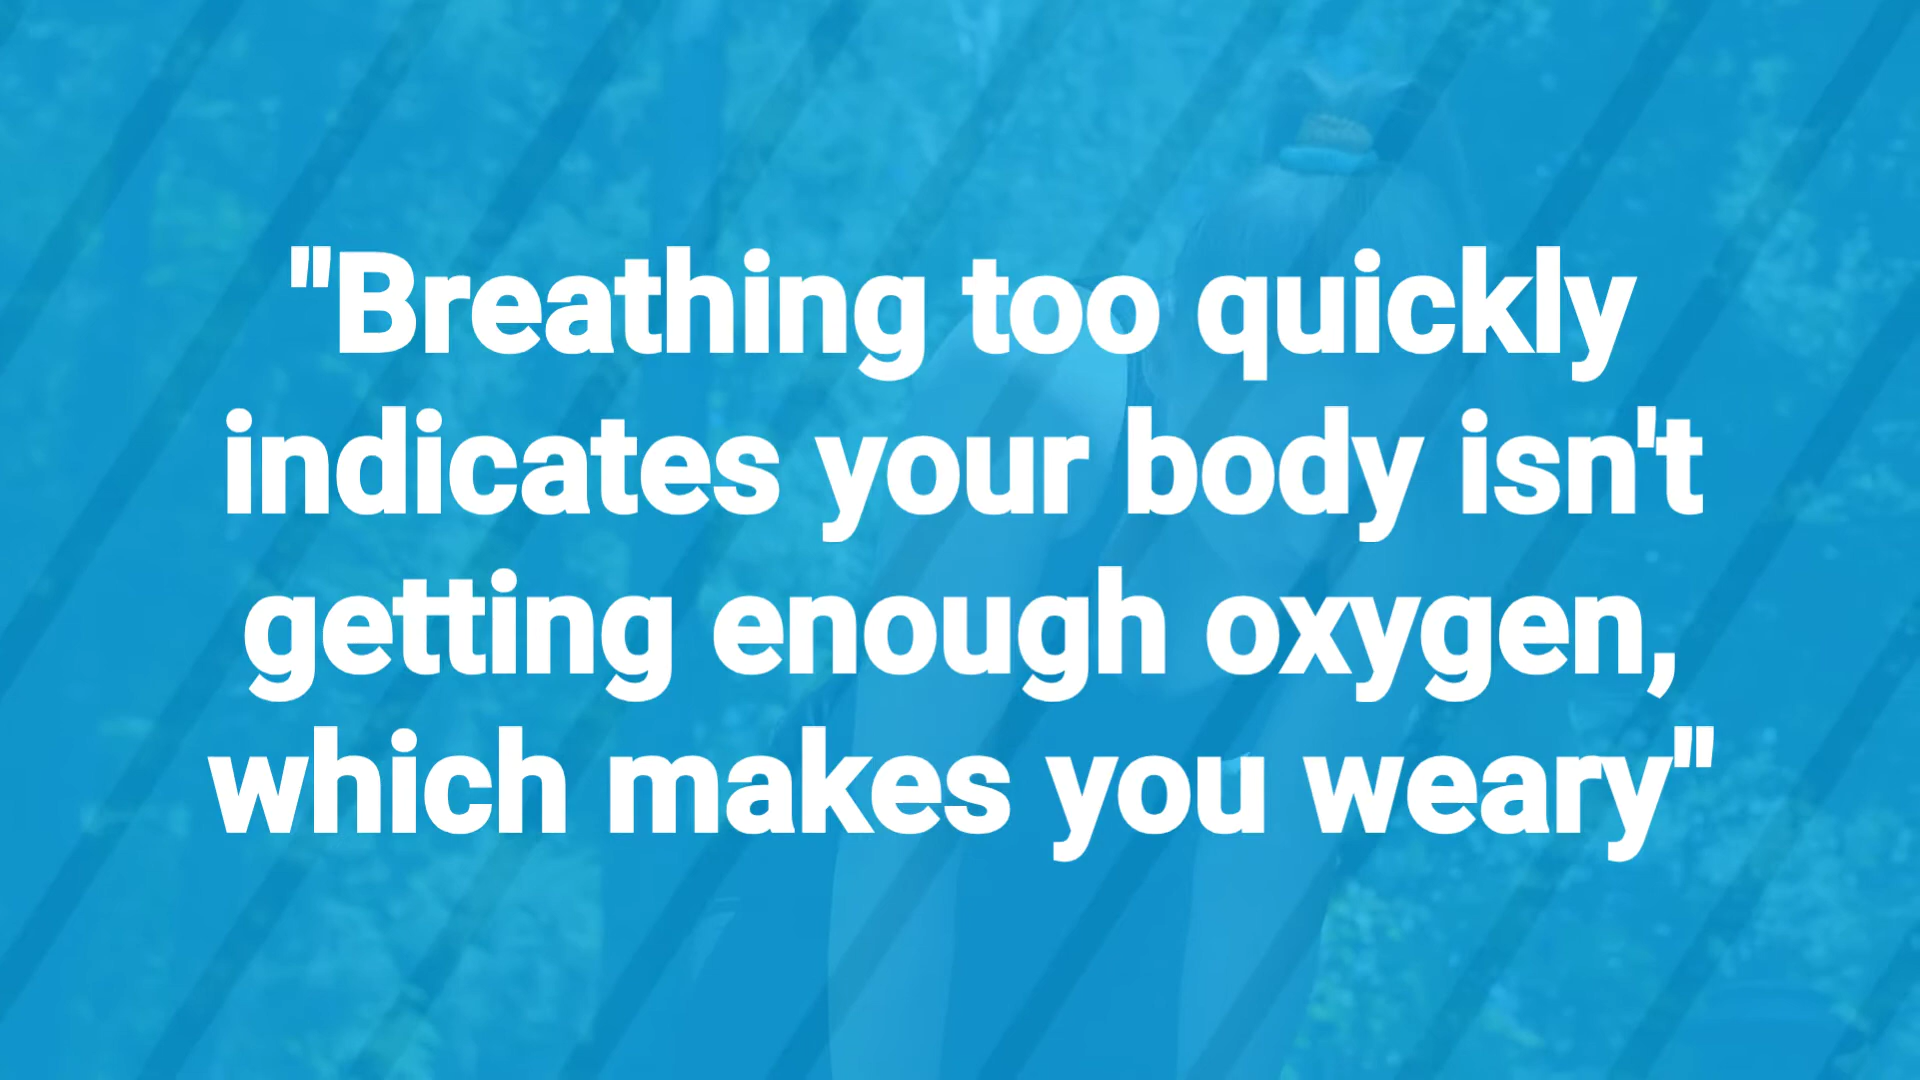 "Breathing too quickly
indicates your body isn't
getting enough oxygen,
which makes you weary"